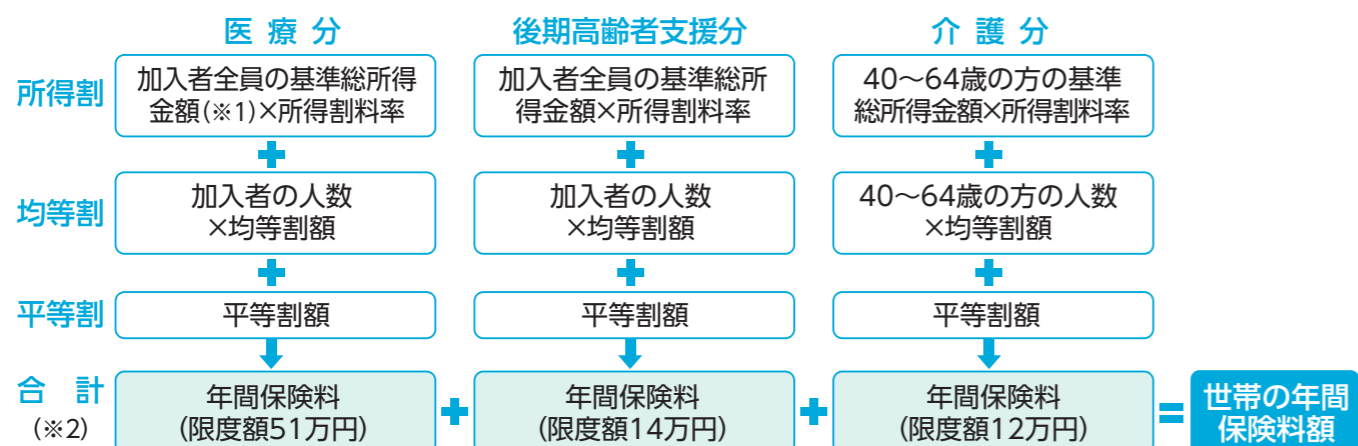 医療分
後期高齢者支援分
介護分
所得割
加入者全員の基準総所得
金額(※1)×所得割料率
加入者全員の基準総所
得金額×所得割料率
40～64歳の方の基準
総所得金額×所得割料率
+
+
+
均等割
加入者の人数
×均等割額
加入者の人数
×均等割額
40～64歳の方の人数
×均等割額
+
+
+
平等割
平等割額
平等割額
平等割額
合計
(※2)
年間保険料
(限度額51万円)
+
年間保険料
(限度額14万円)
+
年間保険料
(限度額12万円)
=
世帯の年間
保険料額